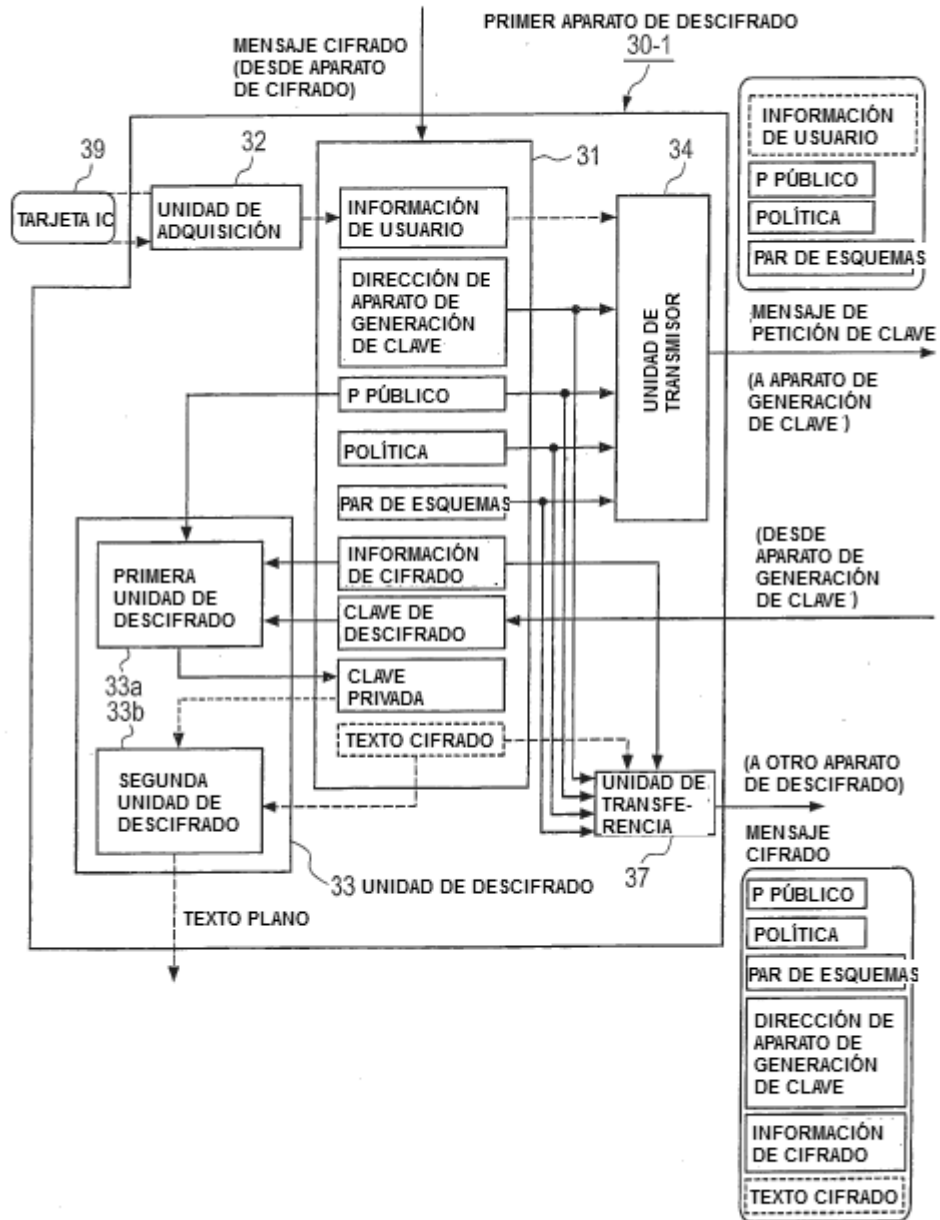 PRIMER APARATO DE DESCIFRADO
30-1
MENSAJE CIFRADO
(DESDE APARATO
DE CIFRADO)
39
TARJETA IC
32
UNIDAD DE
ADQUISICIÓN
31
INFORMACIÓN
DE USUARIO
DIRECCIÓN DE
APARATO DE
GENERACIÓN
DE CLAVE
P PÚBLICO
POLÍTICA
PAR DE ESQUEMAS
INFORMACIÓN
DE CIFRADO
CLAVE DE
DESCIFRADO
CLAVE
PRIVADA
TEXTO CIFRADO
34
UNIDAD DE
TRANSMISOR
INFORMACIÓN
DE USUARIO
P PÚBLICO
POLÍTICA
PAR DE ESQUEMAS
MENSAJE DE
PETICIÓN DE CLAVE
(A APARATO DE
GENERACIÓN
DE CLAVE)
(DESDE
APARATO DE
GENERACIÓN
DE CLAVE)
PRIMERA
UNIDAD DE
DESCIFRADO
33a
33b
SEGUNDA
UNIDAD DE
DESCIFRADO
33 UNIDAD DE DESCIFRADO
TEXTO PLANO
UNIDAD DE
TRANSFE-
RENCIA
37
(A OTRO APARATO
DE DESCIFRADO)
MENSAJE
CIFRADO
P PÚBLICO
POLÍTICA
PAR DE ESQUEMAS
DIRECCIÓN DE
APARATO DE
GENERACIÓN
DE CLAVE
INFORMACIÓN
DE CIFRADO
TEXTO CIFRADO